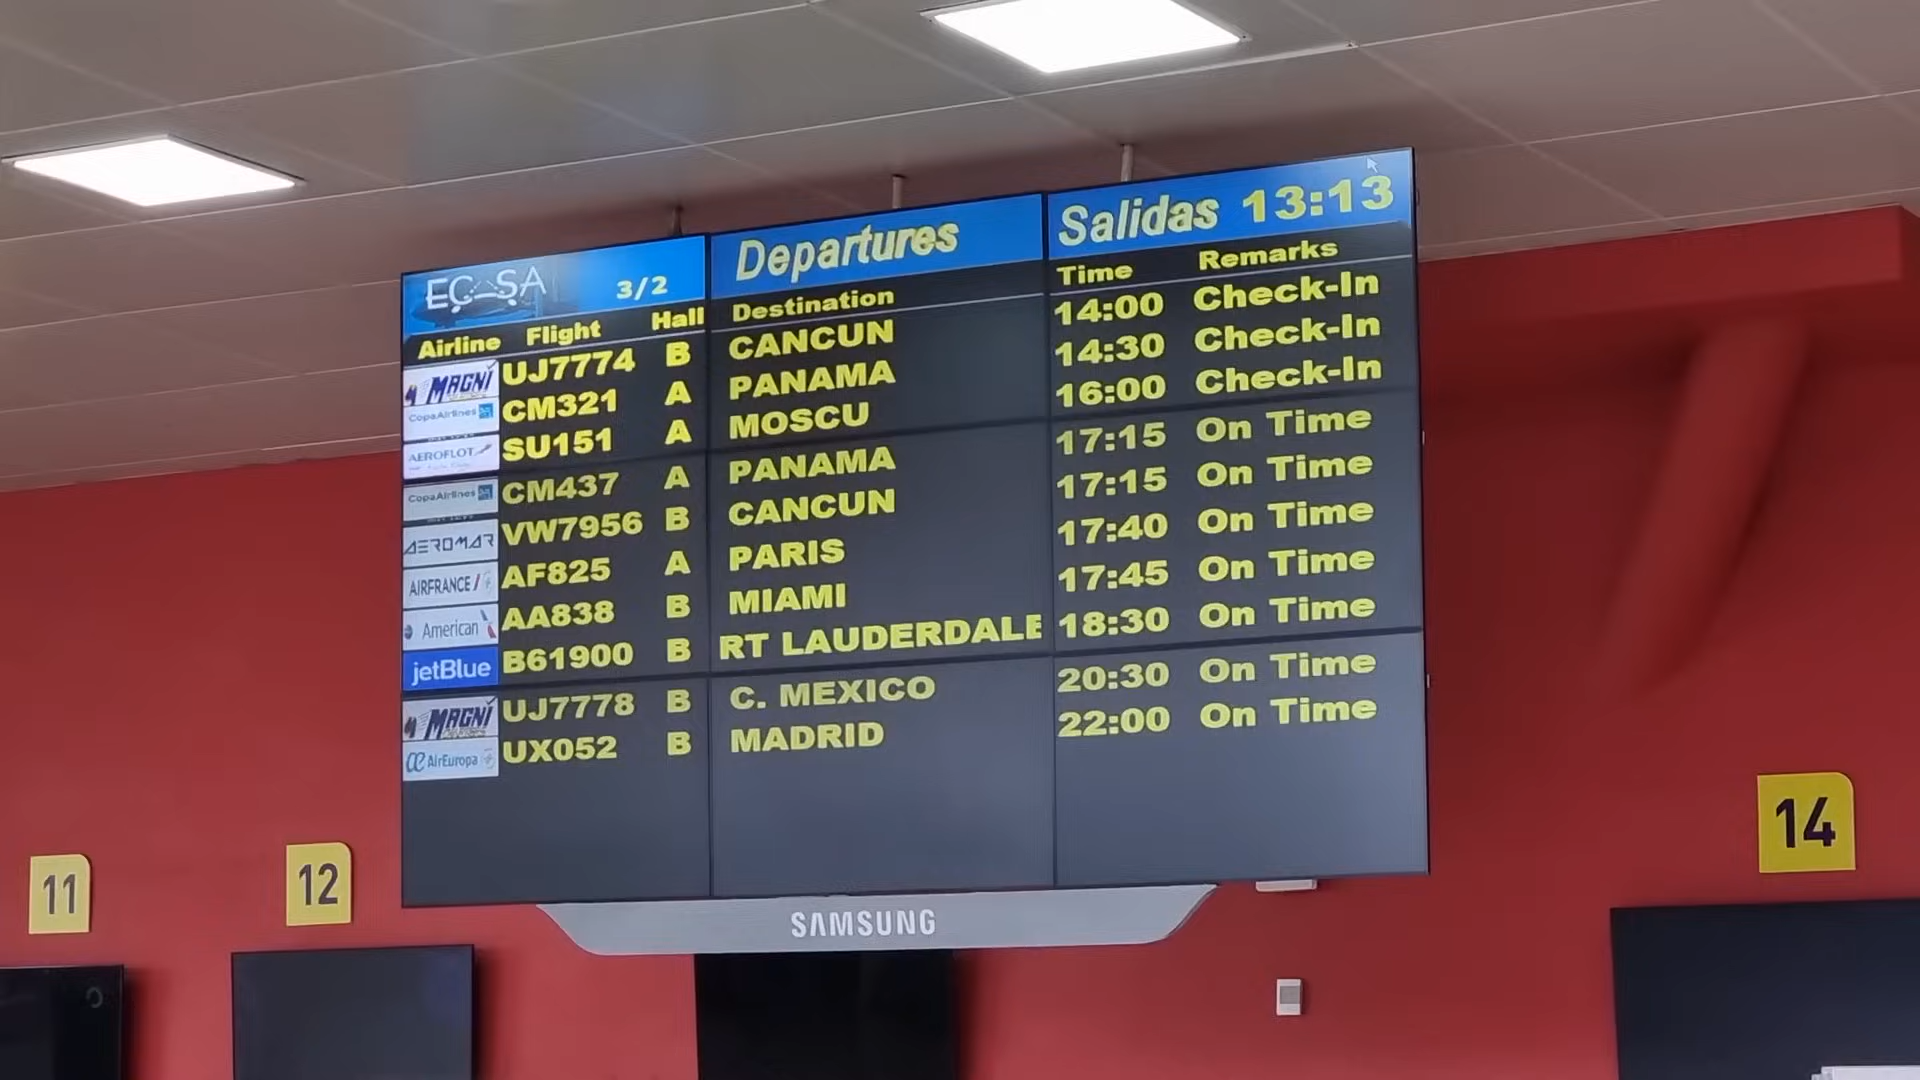 ECASA 3/2 Departures Salidas 13:13
Airline Flight Hall Destination Time Remarks
MAGNI UJ7774 B CANCUN 14:00 Check-In
CopaAirlines CM321 A PANAMA 14:30 Check-In
AEROFLOT SU151 A MOSCU 16:00 Check-In
CopaAirlines CM437 A PANAMA 17:15 On Time
AEROMAR VW7956 B CANCUN 17:15 On Time
AIRFRANCE AF825 A PARIS 17:40 On Time
American AA838 B MIAMI 17:45 On Time
jetBlue B61900 B RT LAUDERDALE 18:30 On Time
MAGNI UJ7778 B C. MEXICO 20:30 On Time
AirEuropa UX052 B MADRID 22:00 On Time
SAMSUNG
11
12
14